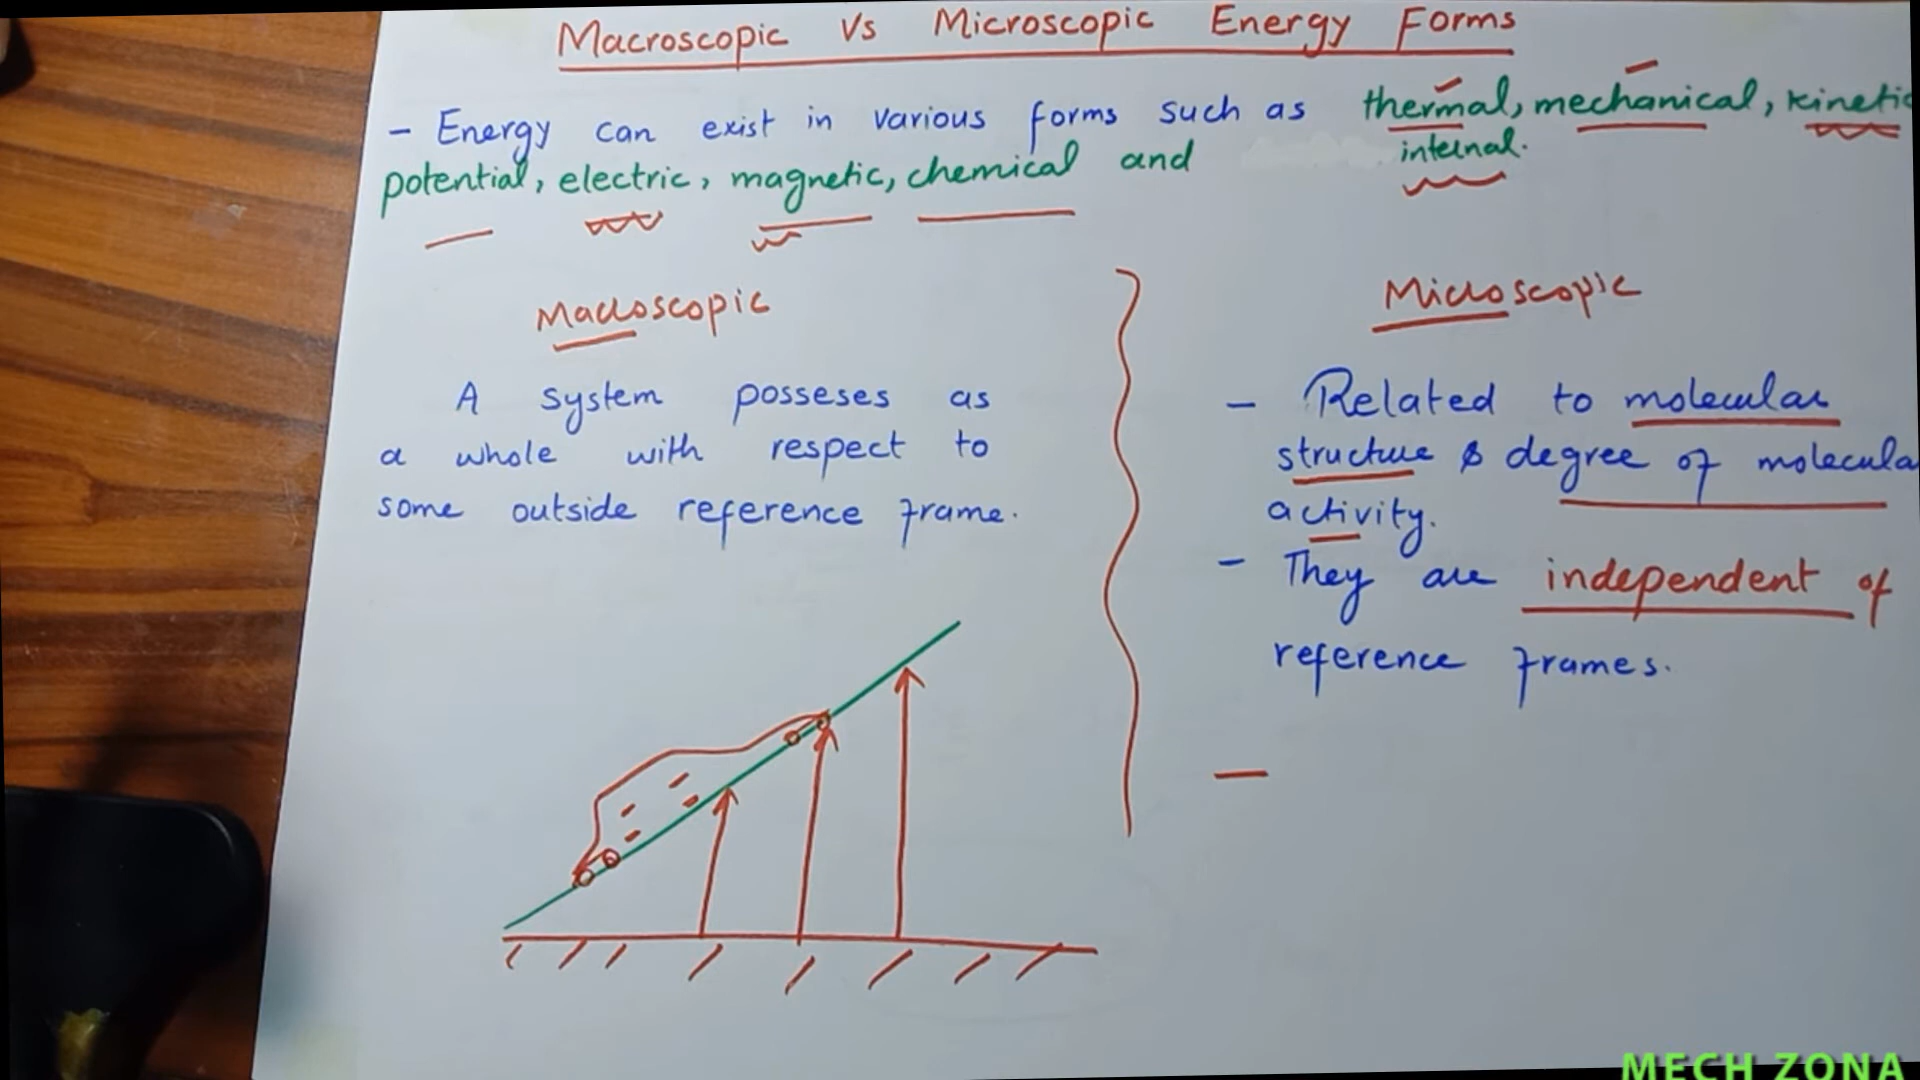 Macroscopic Vs Microscopic Energy Forms
- Energy can exist in various forms such as thermal, mechanical, kinetic
potential, electric, magnetic, chemical and internal.
Macroscopic
A system posseses as
a whole with respect to
some outside reference frame.
Microscopic
- Related to molecular
structure & degree of molecula
activity.
- They are independent of
reference frames.
MECH ZONA